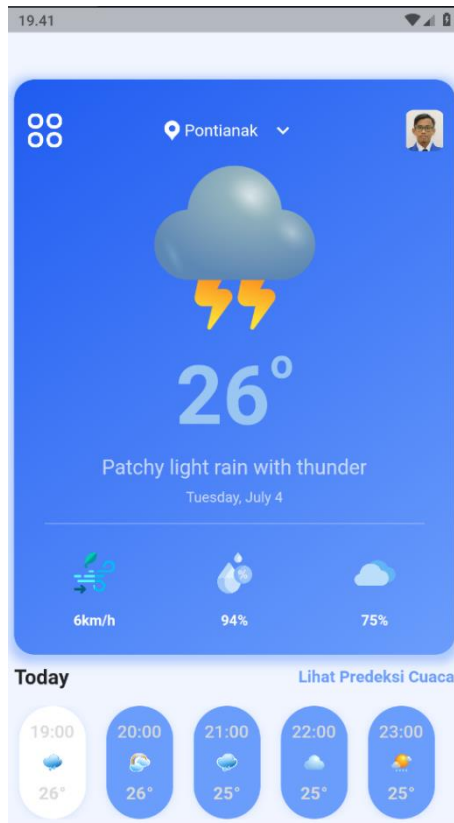 19.41
Pontianak
26°
Patchy light rain with thunder
Tuesday, July 4
6km/h 94% 75%
Today Lihat Predeksi Cuaca
19:00 20:00 21:00 22:00 23:00
26° 26° 25° 25° 25°